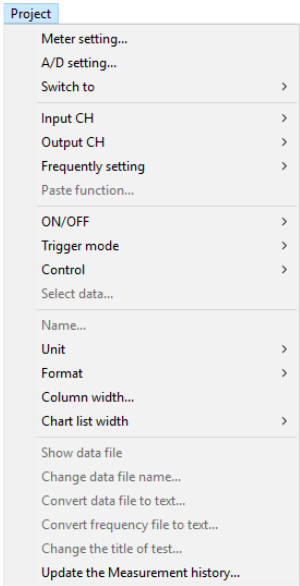 Project
Meter setting...
A/D setting...
Switch to
Input CH
Output CH
Frequently setting
Paste function...
ON/OFF
Trigger mode
Control
Select data...
Name...
Unit
Format
Column width...
Chart list width
Show data file
Change data file name...
Convert data file to text...
Convert frequency file to text...
Change the title of test...
Update the Measurement history...